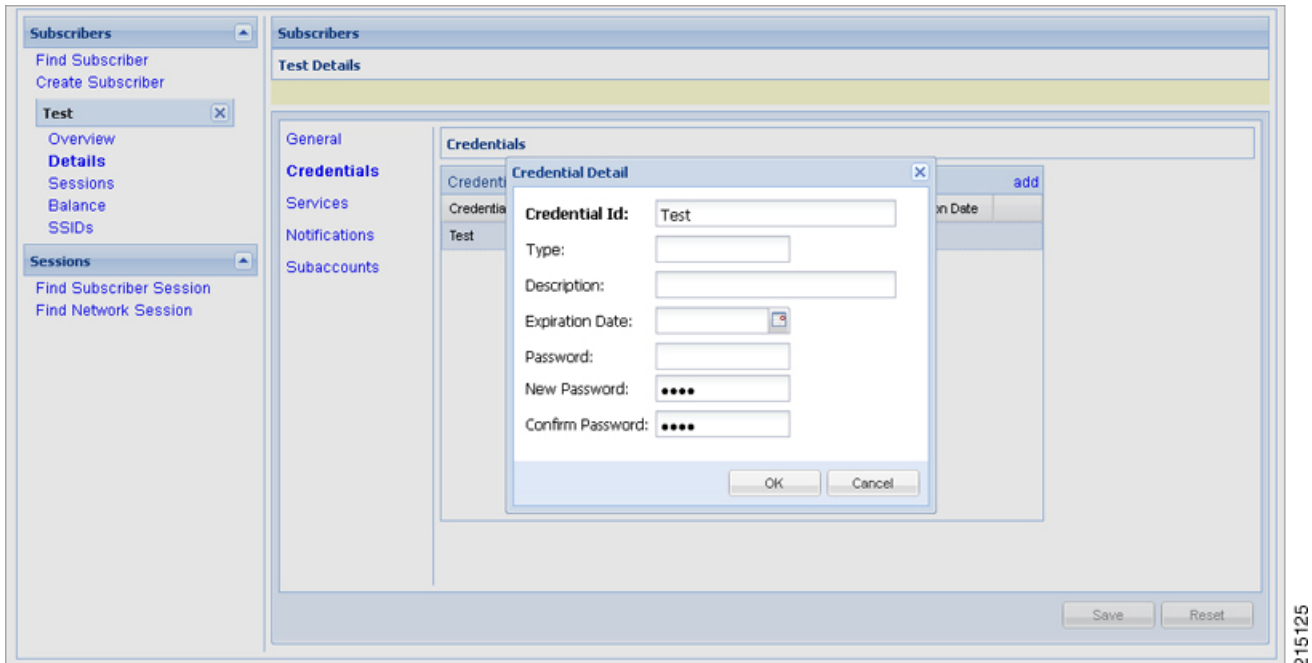 Subscribers
Find Subscriber
Create Subscriber
Test
Overview
Details
Sessions
Balance
SSIDs
Sessions
Find Subscriber Session
Find Network Session
Subscribers
Test Details
General
Credentials
Services
Notifications
Subaccounts
Credentials
Credenti add
Credentia on Date
Test
Credential Detail
Credential Id: Test
Type:
Description:
Expiration Date:
Password:
New Password: ••••
Confirm Password: ••••
OK Cancel
Save Reset
215125